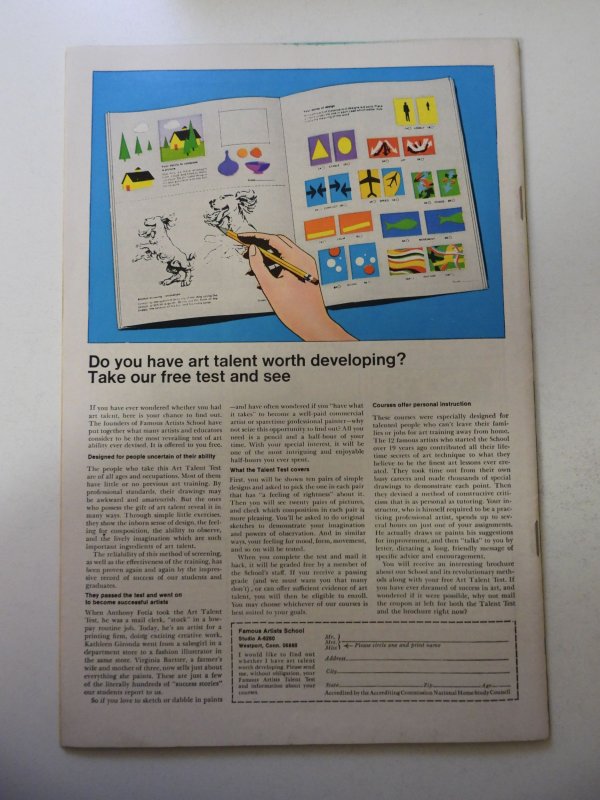 Do you have art talent worth developing?
Take our free test and see
If you have ever wondered whether you had
art talent, here is your chance to find out.
The founders of Famous Artists School have
put together what many artists and educators
consider to be the most revealing test of art
ability ever devised. It is offered to you free.
Designed for people uncertain of their ability
The people who take this Art Talent Test
are of all ages and occupations. Most of them
have little or no previous art training. By
professional standards, their drawings may
be awkward and amateurish. But the ones
who possess the gift of art talent reveal it in
many ways. Through simple little exercises,
they show the inborn sense of design, the feel-
ing for composition, the ability to observe,
and the lively imagination which are such
important ingredients of art talent.
The reliability of this method of screening,
as well as the effectiveness of the training, has
been proven again and again by the impres-
sive record of success of our students and
graduates.
They passed the test and went on
to become successful artists
When Anthony Fotia took the Art Talent
Test, he was a mail clerk, "stuck" in a low-
pay routine job. Today, he's an artist for a
printing firm, doing exciting creative work.
Kathleen Gironda went from a salesgirl in a
department store to a fashion illustrator in
the same store. Virginia Bartter, a farmer's
wife and mother of three, now sells just about
everything she paints. These are just a few
of the literally hundreds of "success stories"
our students report to us.
So if you love to sketch or dabble in paints
—and have often wondered if you "have what
it takes" to become a well-paid commercial
artist or sparetime professional painter—why
not seize this opportunity to find out? All you
need is a pencil and a half-hour of your
time. With your special interest, it will be
one of the most intriguing and enjoyable
half-hours you ever spent.
What the Talent Test covers
First, you will be shown ten pairs of simple
designs and asked to pick the one in each pair
that has "a feeling of rightness" about it.
Then you will see twenty pairs of pictures,
and check which composition in each pair is
more pleasing. You'll be asked to do original
sketches to demonstrate your imagination
and powers of observation. And in similar
ways, your feeling for mood, form, movement,
and so on will be tested.
When you complete the test and mail it
back, it will be graded free by a member of
the School's staff. If you receive a passing
grade (and we must warn you that many
don't), or can offer sufficient evidence of art
talent, you will then be eligible to enroll.
You may choose whichever of our courses is
best suited to your goals.
Courses offer personal instruction
These courses were especially designed for
talented people who can't leave their fami-
lies or jobs for art training away from home.
The 12 famous artists who started the School
over 19 years ago contributed all their life-
time secrets of art technique to what they
believe to be the finest art lessons ever cre-
ated. They took time out from their own
busy careers and made thousands of special
drawings to demonstrate each point. Then
they devised a method of constructive criti-
cism that is as personal as tutoring. Your in-
structor, who is himself required to be a prac-
ticing professional artist, spends up to sev-
eral hours on just one of your assignments.
He actually draws or paints his suggestions
for improvement, and then "talks" to you by
letter, dictating a long, friendly message of
specific advice and encouragement.
You will receive an interesting brochure
about our School and its revolutionary meth-
ods along with your free Art Talent Test. If
you have ever dreamed of success in art, and
wondered if it were possible, why not mail
the coupon at left for both the Talent Test
and the brochure right now?
Famous Artists School
Westport, Conn. 06880
I would like to find out
whether I have art talent
worth developing. Please send
me, without obligation, your
Famous Artists Talent Test
and information about your
courses.
Mr.
Mrs.
Miss
Please circle one and print name
Address
City
State Zip Age
Accredited by the Accrediting Commission National Home Study Council